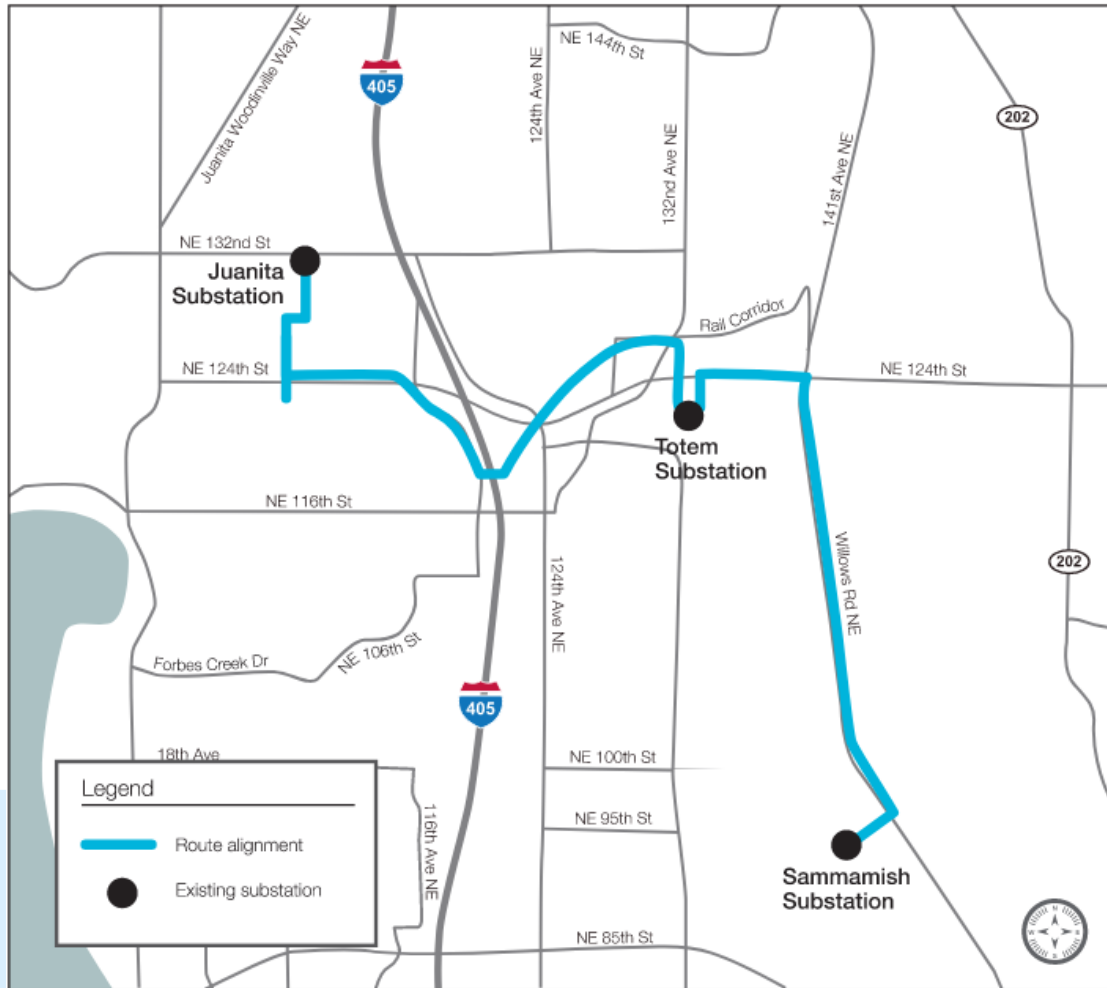 NE 144th St
Juanita Woodinville Way NE
405
124th Ave NE
132nd Ave NE
141st Ave NE
202
NE 132nd St
Juanita
Substation
Rail Corridor
NE 124th St
NE 124th St
Totem
Substation
NE 116th St
124th Ave NE
Willows Rd NE
202
Forbes Creek Dr
NE 106th St
405
18th Ave
NE 100th St
116th Ave NE
NE 95th St
Sammamish
Substation
NE 85th St
Legend
Route alignment
Existing substation
N
E
S
W